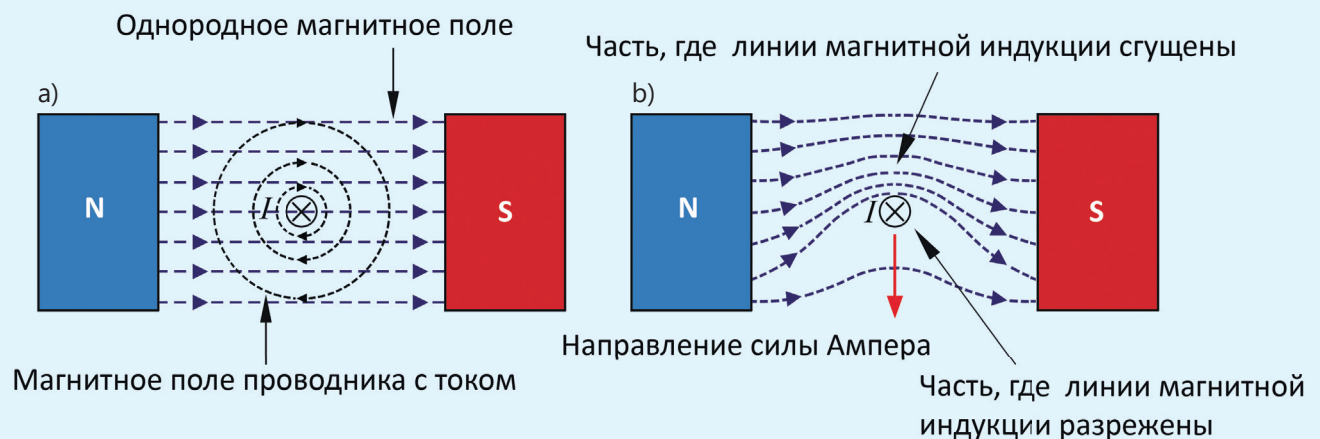 Однородное магнитное поле
a)
N
I
S
Магнитное поле проводника с током
Часть, где линии магнитной индукции сгущены
b)
N
I
S
Направление силы Ампера
Часть, где линии магнитной
индукции разрежены